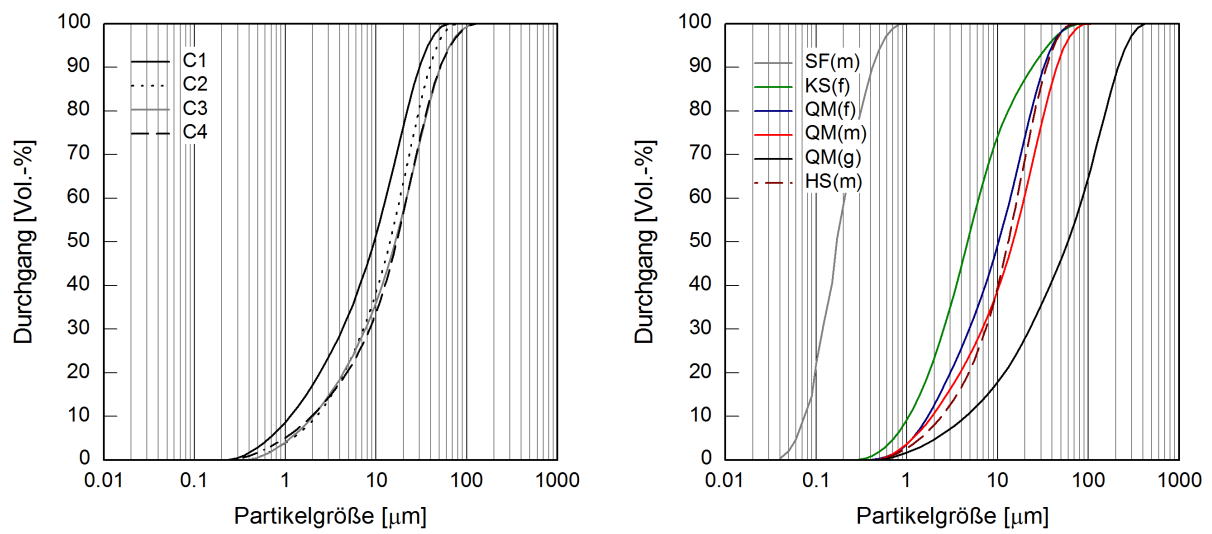 Durchgang [Vol.-%]
100
90
80
70
60
50
40
30
20
10
0
C1
C2
C3
C4
0.01
0.1
1
10
100
1000
Partikelgröße [μm]
Durchgang [Vol.-%]
100
90
80
70
60
50
40
30
20
10
0
SF(m)
KS(f)
QM(f)
QM(m)
QM(g)
HS(m)
0.01
0.1
1
10
100
1000
Partikelgröße [μm]